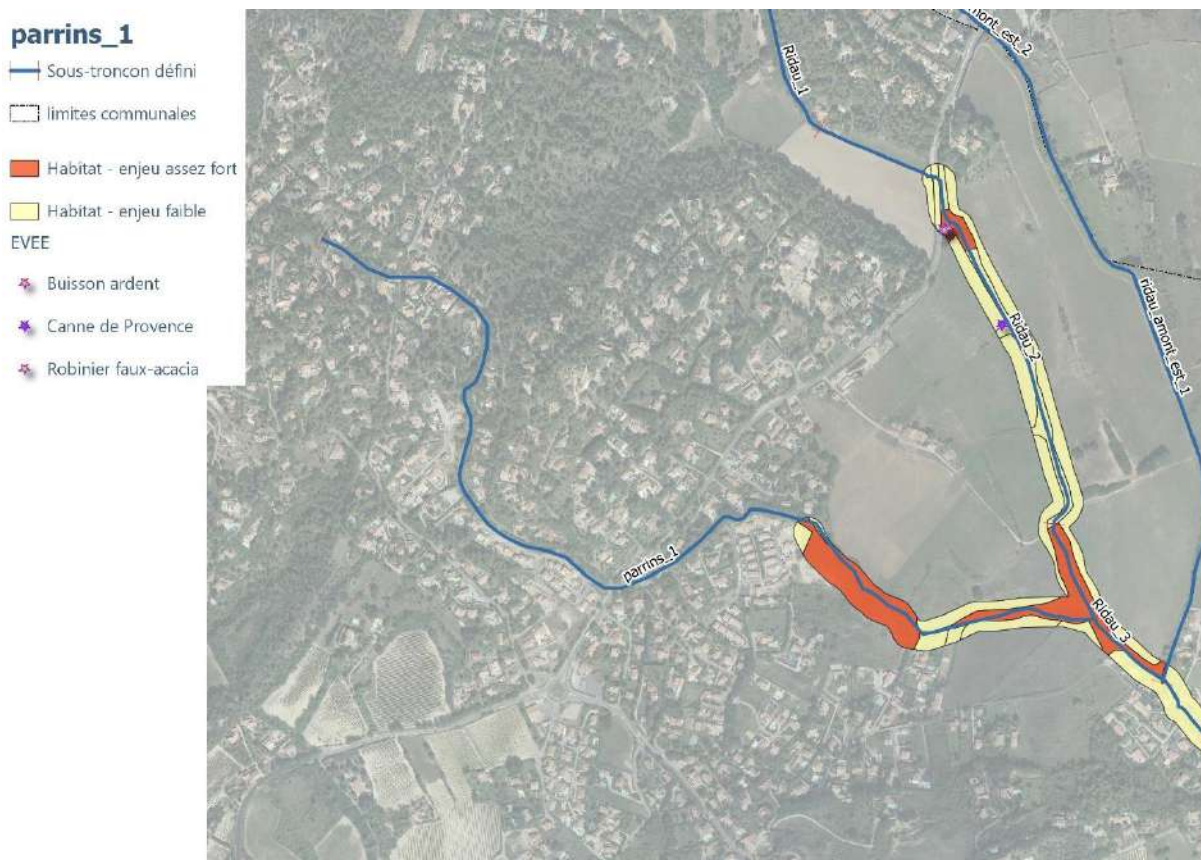 parrins_1
Sous-troncon défini
limites communales
Habitat - enjeu assez fort
Habitat - enjeu faible
EVEE
Buisson ardent
Canne de Provence
Robinier faux-acacia
Ridau_1
mont_est_2
Ridau_2
ridau_amont_est_1
parrins_1
Ridau_3